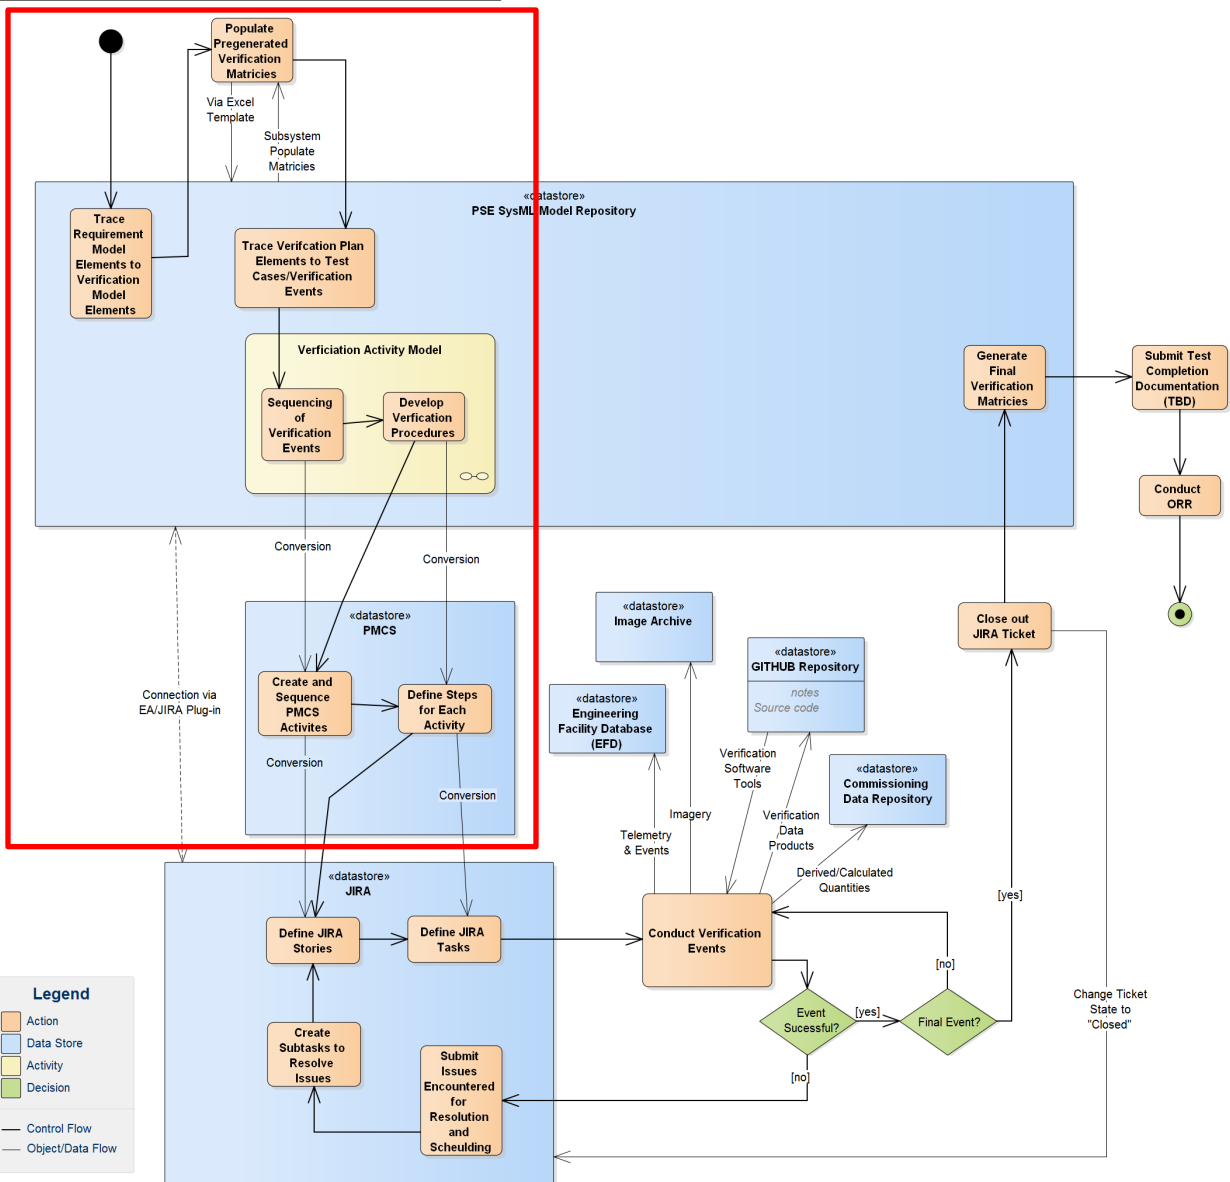 Populate
Pregenerated
Verification
Matricies
Via Excel
Template
Subsystem
Populate
Matricies
«datastore»
PSE SysML Model Repository
Trace
Requirement
Model
Elements to
Verification
Model
Elements
Trace Verifcation Plan
Elements to Test
Cases/Verification
Events
Verficiation Activity Model
Sequencing
of
Verification
Events
Develop
Verfication
Procedures
Generate
Final
Verification
Matricies
Submit Test
Completion
Documentation
(TBD)
Conduct
ORR
Conversion
Conversion
«datastore»
PMCS
Create and
Sequence
PMCS
Activites
Define Steps
for Each
Activity
Conversion
Conversion
Connection via
EA/JIRA Plug-in
«datastore»
Image Archive
«datastore»
GITHUB Repository
notes
Source code
«datastore»
Engineering
Facility Database
(EFD)
«datastore»
Commissioning
Data Repository
Close out
JIRA Ticket
Verification
Software
Tools
Imagery
Verification
Data
Products
Telemetry
& Events
Derived/Calculated
Quantities
«datastore»
JIRA
Define JIRA
Stories
Define JIRA
Tasks
Conduct Verification
Events
[yes]
[no]
Event
Sucessful?
[yes]
Final Event?
[no]
Change Ticket
State to
"Closed"
Create
Subtasks to
Resolve
Issues
Submit
Issues
Encountered
for
Resolution
and
Scheulding
Legend
Action
Data Store
Activity
Decision
Control Flow
Object/Data Flow